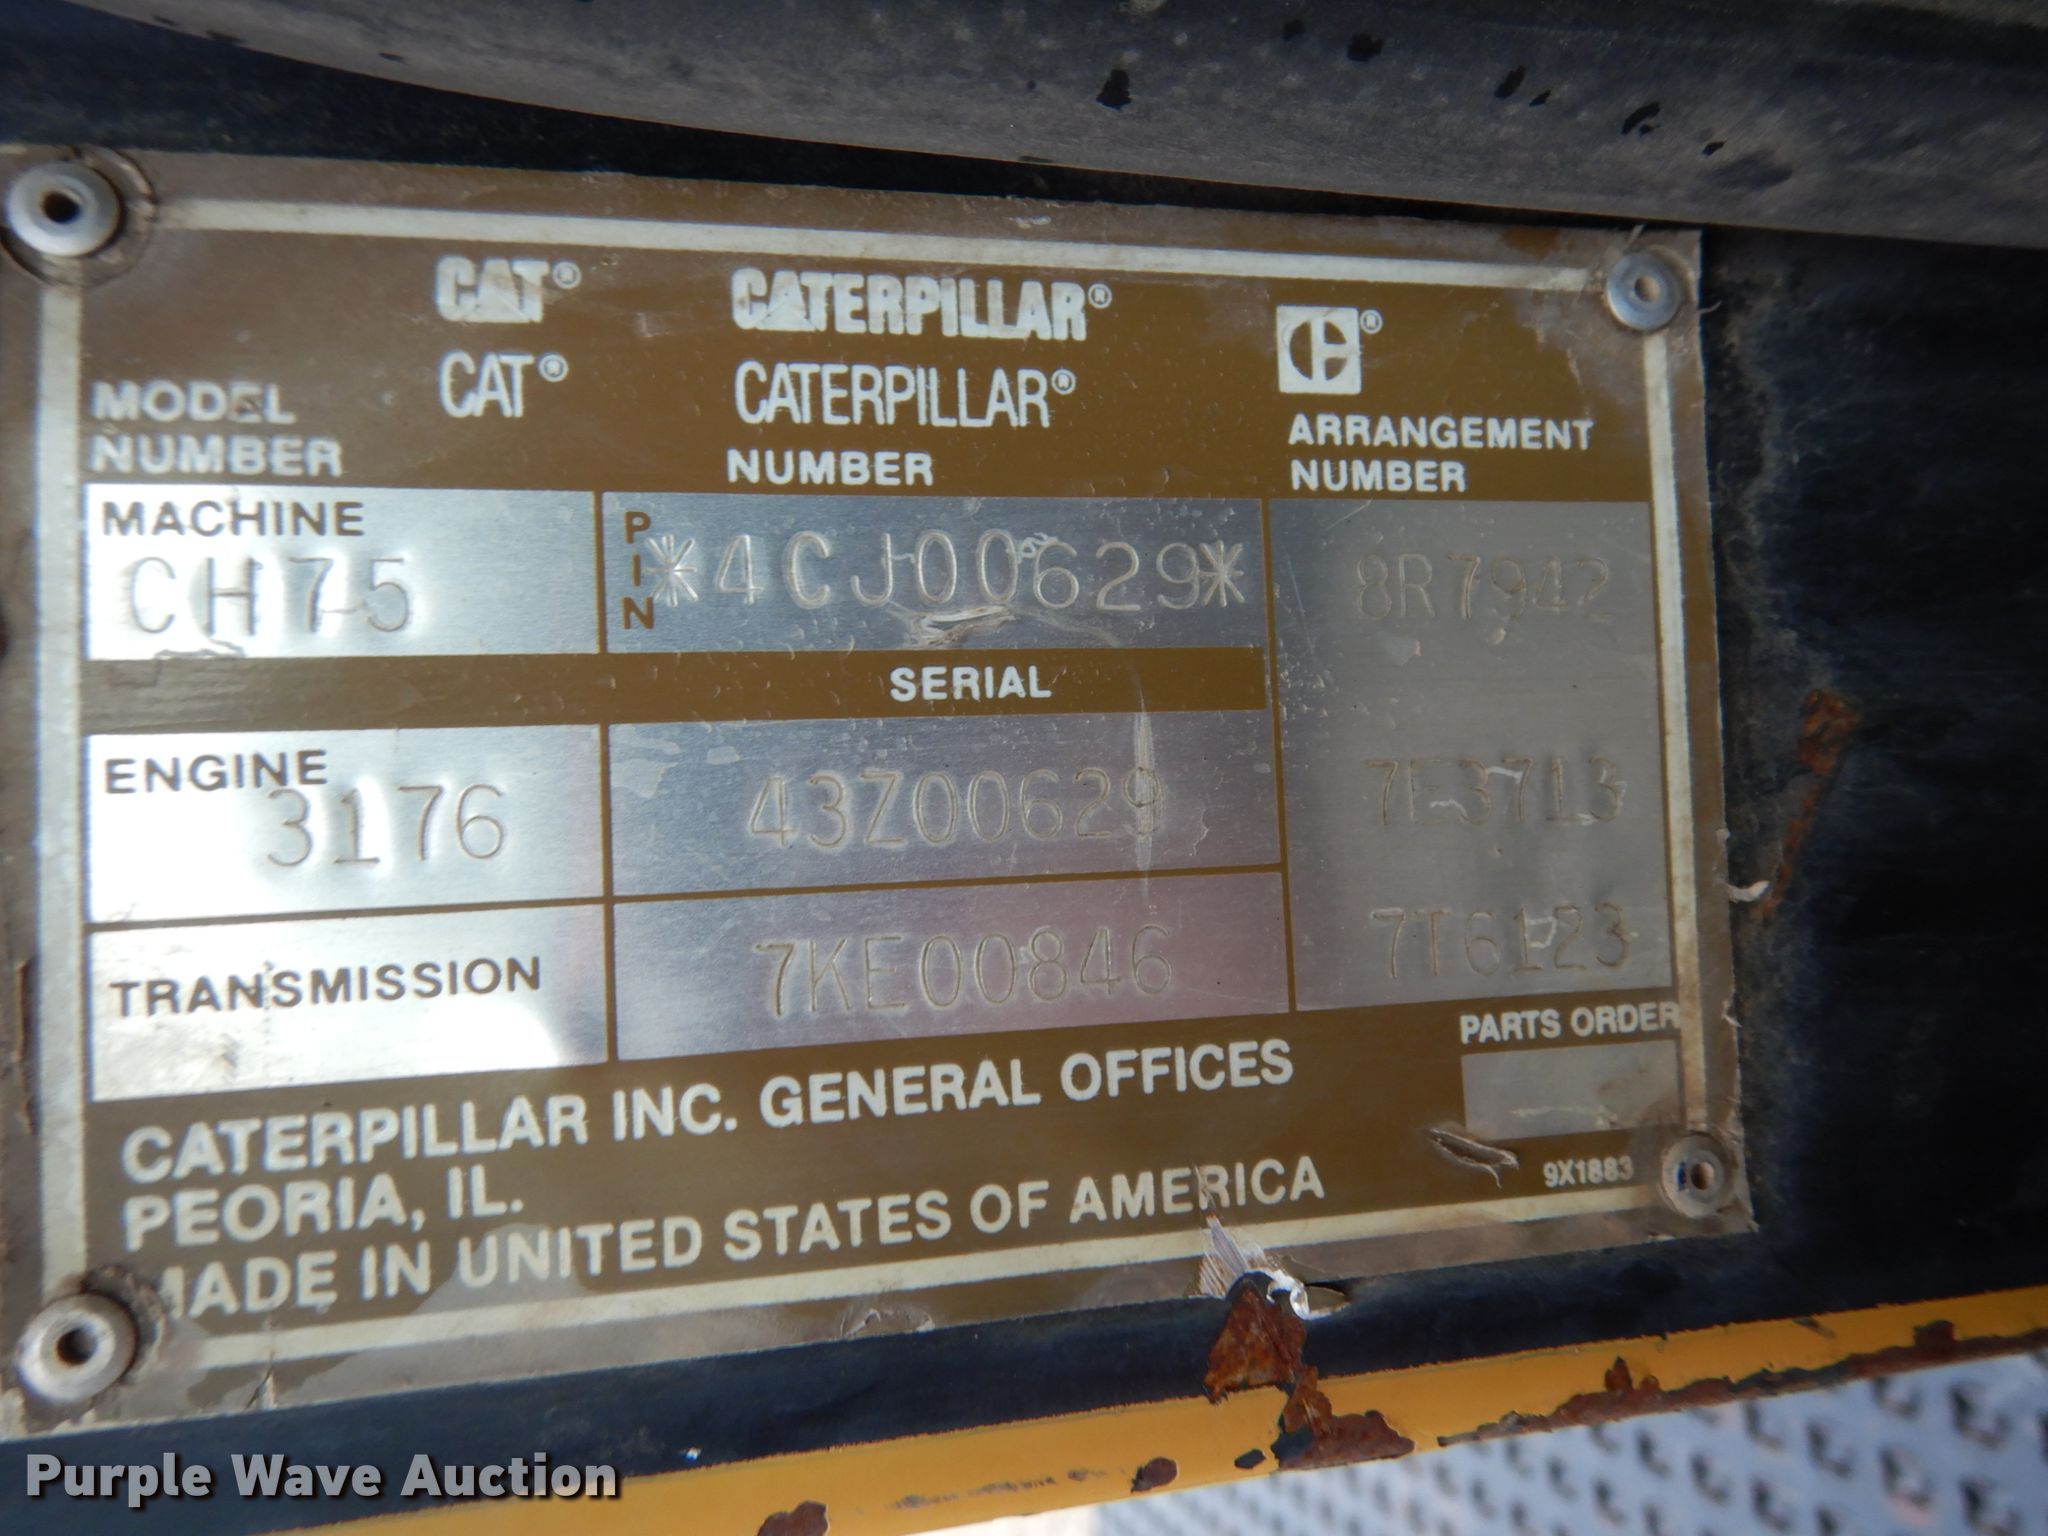 CAT® CATERPILLAR®
CAT® CATERPILLAR®
MODEL NUMBER
NUMBER
ARRANGEMENT NUMBER
MACHINE
CH75
PIN
*4CJ00629*
8R7942
SERIAL
ENGINE
3176
43Z00629
7E3713
TRANSMISSION
7KE00846
7T6123
PARTS ORDER
CATERPILLAR INC. GENERAL OFFICES
PEORIA, IL.
MADE IN UNITED STATES OF AMERICA
9X1883
Purple Wave Auction